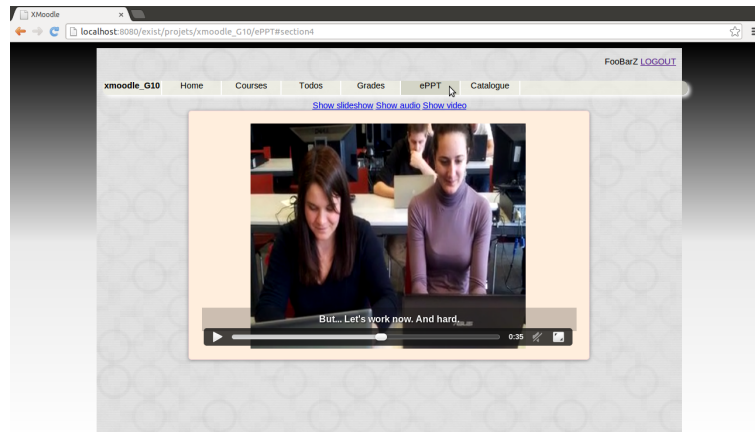 XMoodle
localhost:8080/exist/projets/xmoodle_G10/ePPT#section4
FooBarZ LOGOUT
xmoodle_G10 Home Courses Todos Grades ePPT Catalogue
Show slideshow Show audio Show video
DELL
But... Let's work now. And hard.
0:35